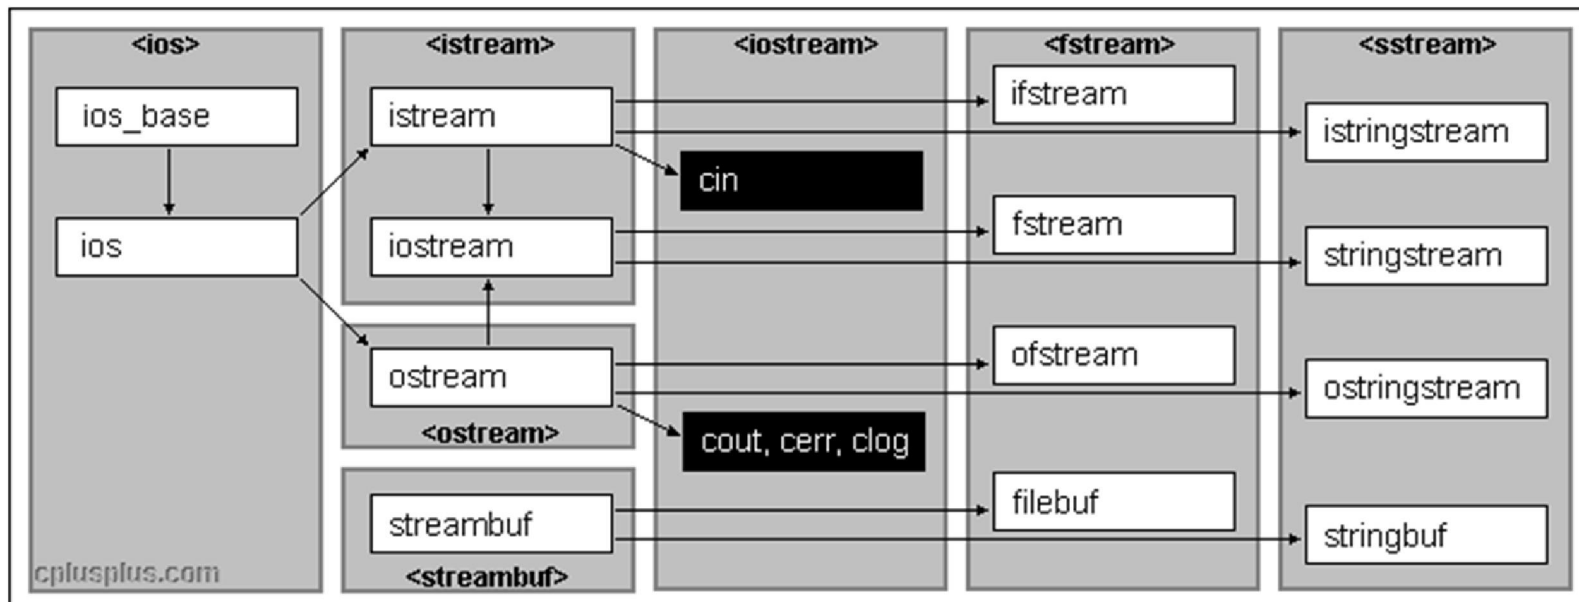 <ios>
ios_base
ios
cplusplus.com
<istream>
istream
iostream
ostream
<ostream>
streambuf
<streambuf>
<iostream>
cin
cout, cerr, clog
<fstream>
ifstream
fstream
ofstream
filebuf
<sstream>
istringstream
stringstream
ostringstream
stringbuf